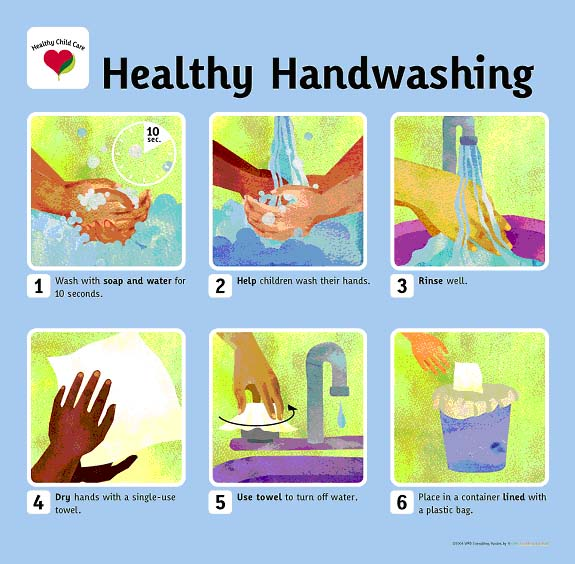 Healthy Child Care
Healthy Handwashing
10
sec.
1 Wash with soap and water for
10 seconds.
2 Help children wash their hands.
3 Rinse well.
4 Dry hands with a single-use
towel.
5 Use towel to turn off water.
6 Place in a container lined with
a plastic bag.